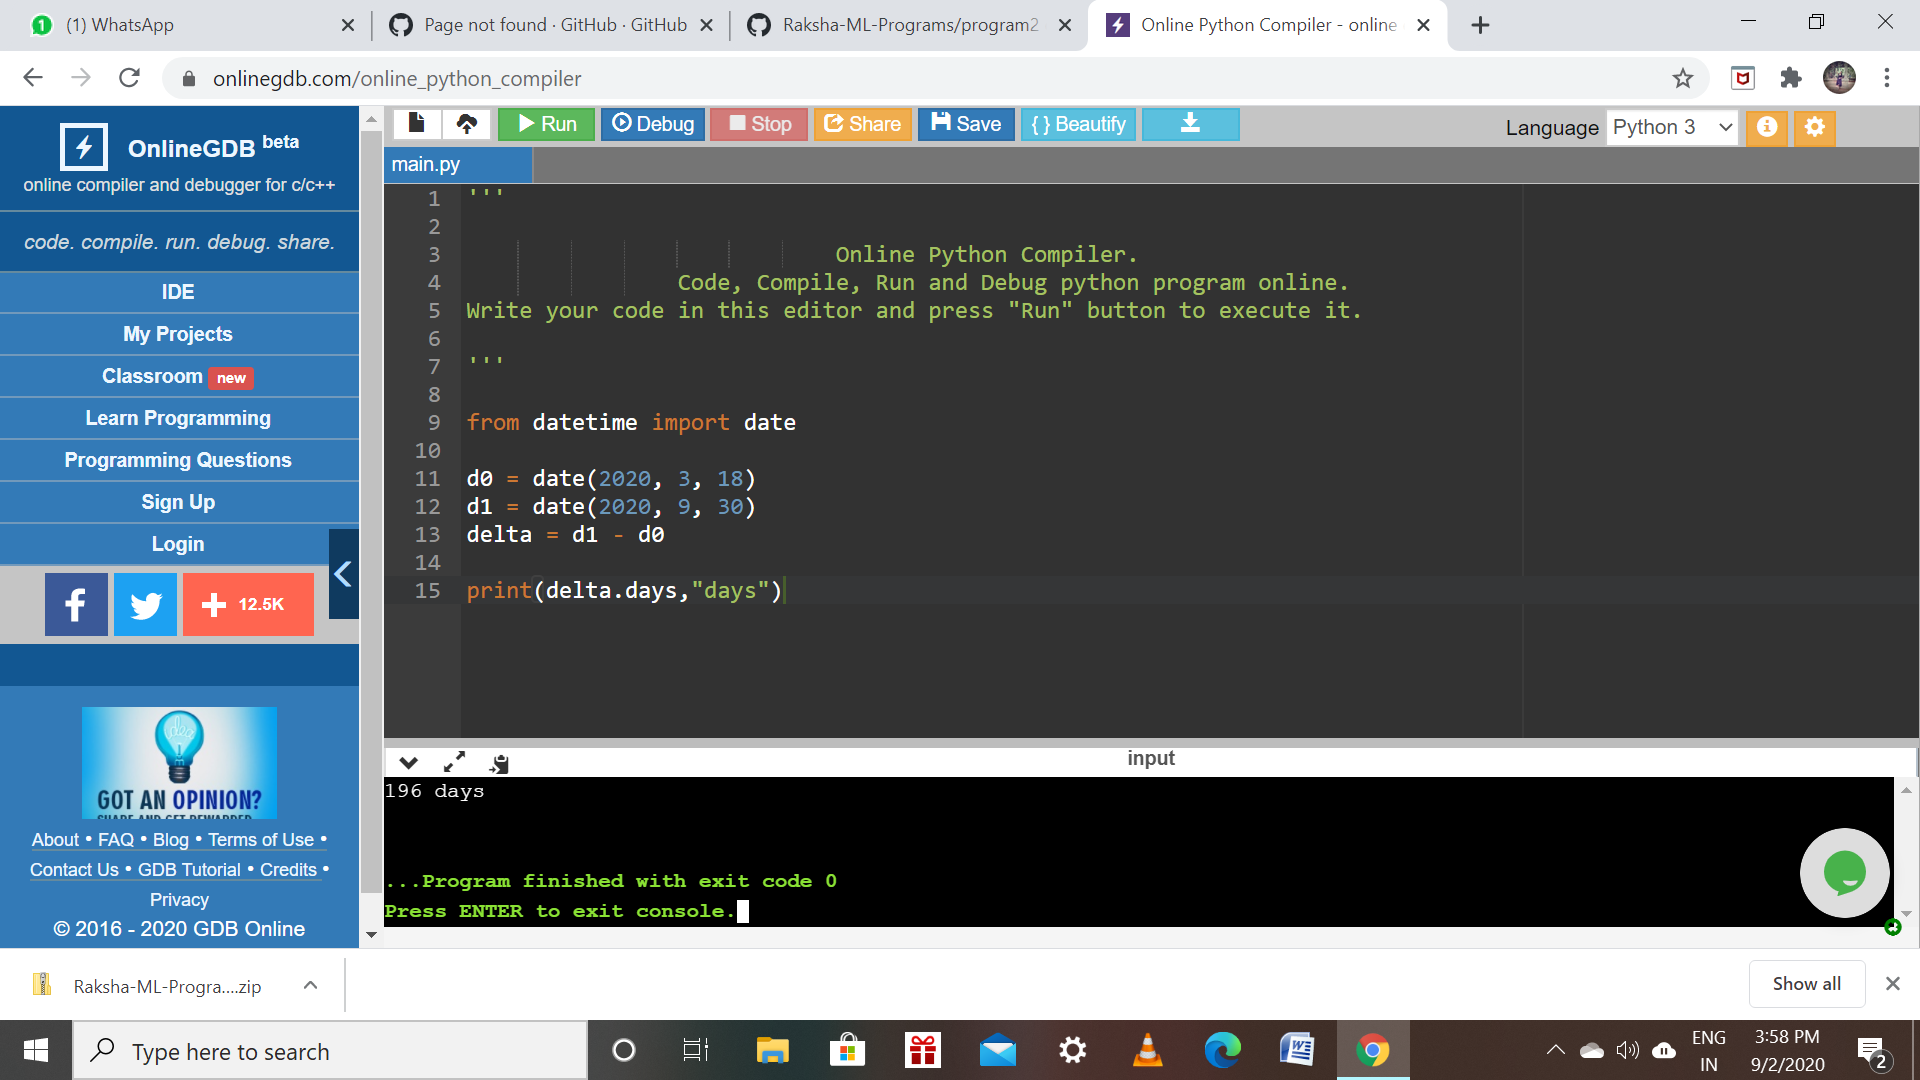 (1) WhatsApp
Page not found · GitHub · GitHub
Raksha-ML-Programs/program2
Online Python Compiler - online
onlinegdb.com/online_python_compiler
OnlineGDB beta
online compiler and debugger for c/c++
code. compile. run. debug. share.
IDE
My Projects
Classroom new
Learn Programming
Programming Questions
Sign Up
Login
f
12.5K
idea
GOT AN OPINION?
SHARE AND GET REWARDED
About • FAQ • Blog • Terms of Use •
Contact Us • GDB Tutorial • Credits •
Privacy
© 2016 - 2020 GDB Online
Run Debug Stop Share Save { } Beautify
Language Python 3
main.py
1 '''
2
3 Online Python Compiler.
4 Code, Compile, Run and Debug python program online.
5 Write your code in this editor and press "Run" button to execute it.
6
7 '''
8
9 from datetime import date
10
11 d0 = date(2020, 3, 18)
12 d1 = date(2020, 9, 30)
13 delta = d1 - d0
14
15 print(delta.days,"days")
input
196 days
...Program finished with exit code 0
Press ENTER to exit console.
Raksha-ML-Progra....zip
Show all
Type here to search
ENG
IN
3:58 PM
9/2/2020
2